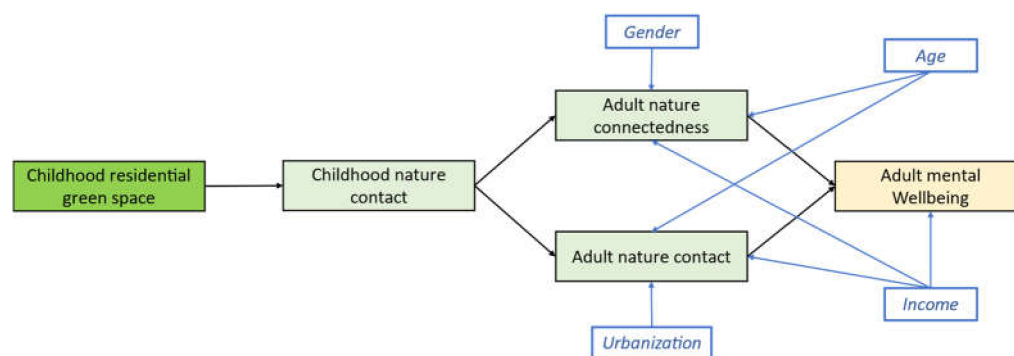 Gender
Age
Adult nature
connectedness
Childhood residential
green space
Childhood nature
contact
Adult mental
Wellbeing
Adult nature contact
Income
Urbanization